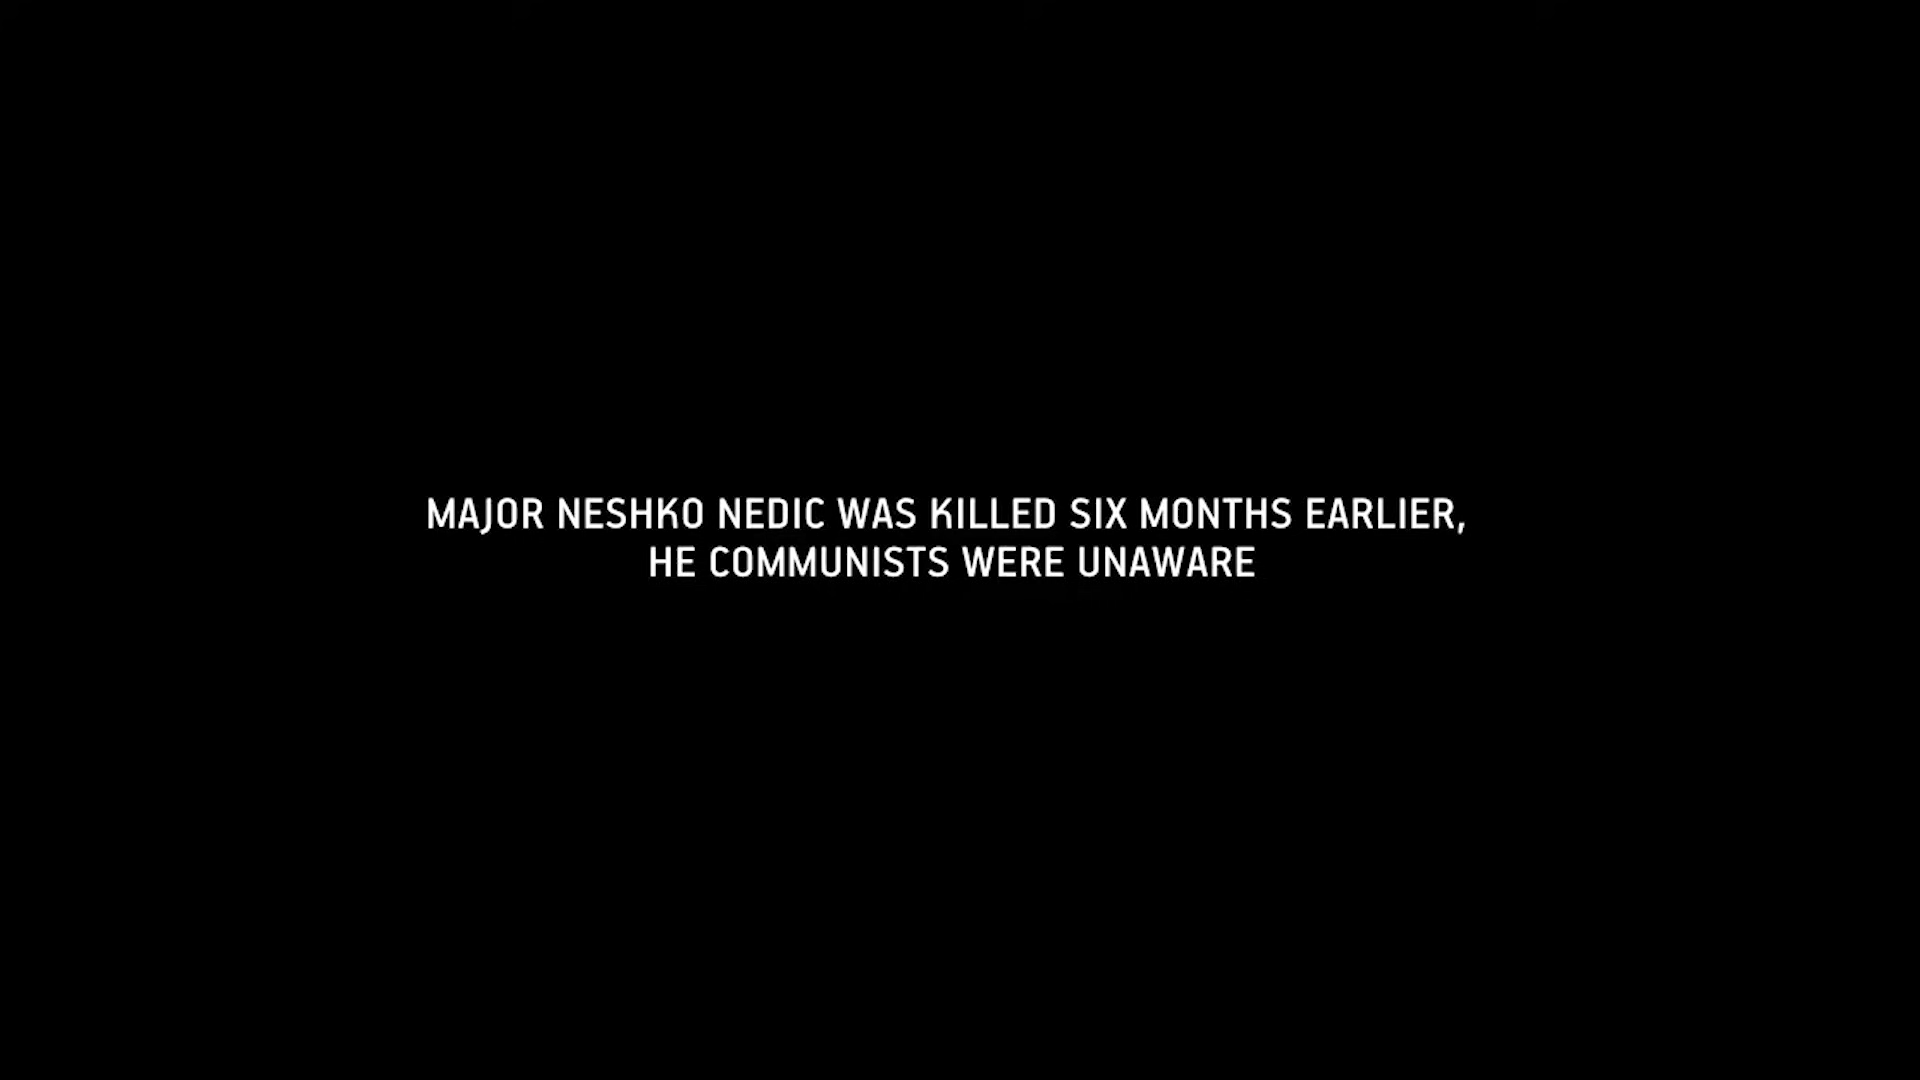 MAJOR NESHKO NEDIC WAS KILLED SIX MONTHS EARLIER,
HE COMMUNISTS WERE UNAWARE